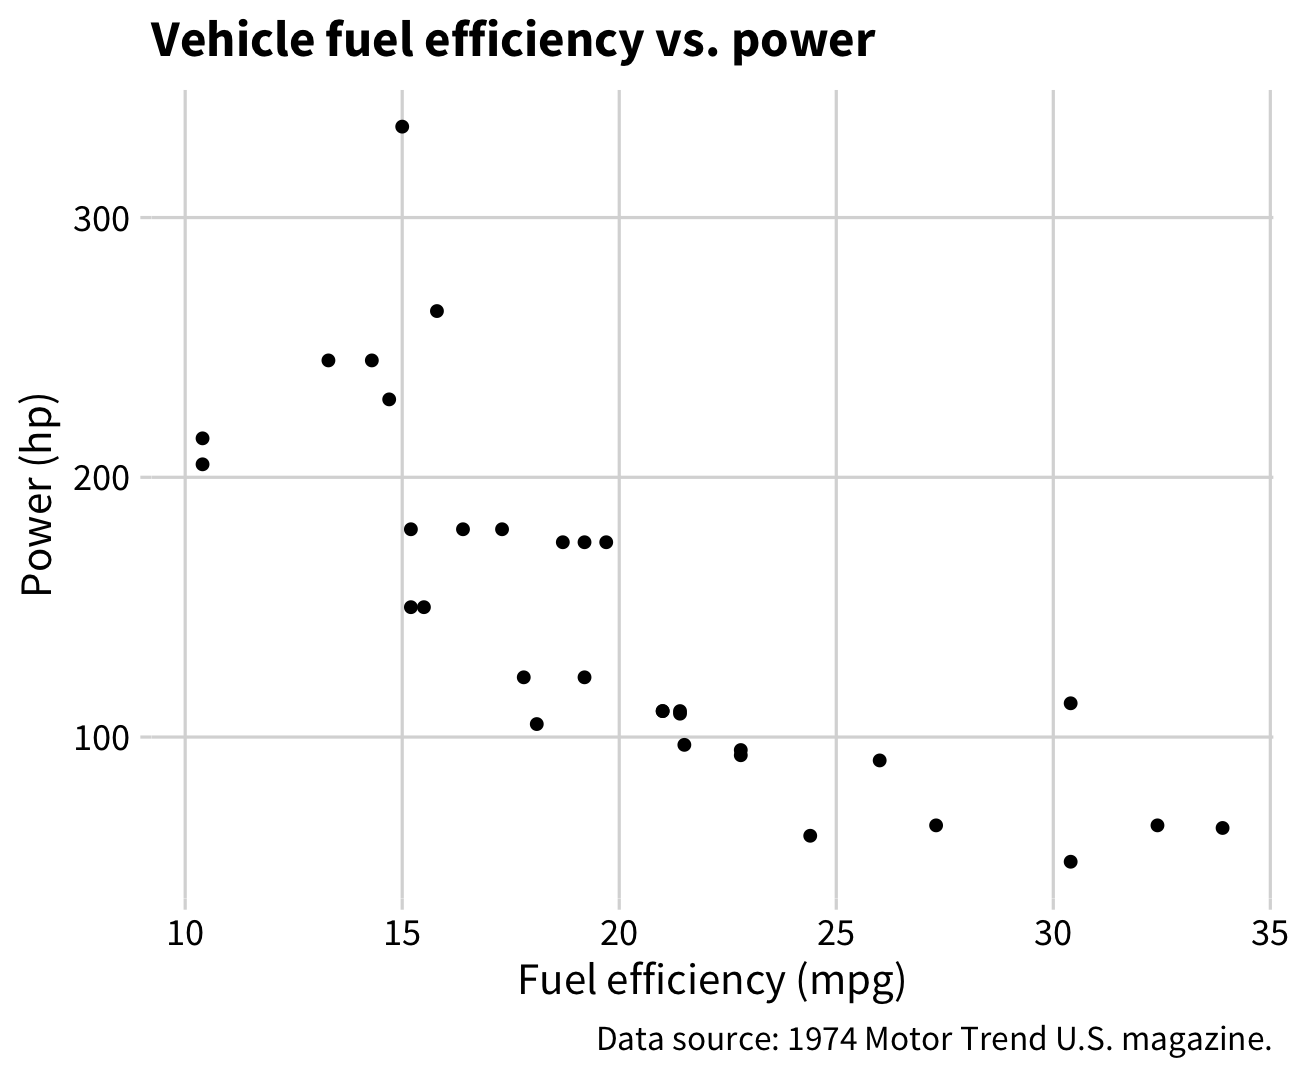 Vehicle fuel efficiency vs. power
300
200
100
Power (hp)
10 15 20 25 30 35
Fuel efficiency (mpg)
Data source: 1974 Motor Trend U.S. magazine.